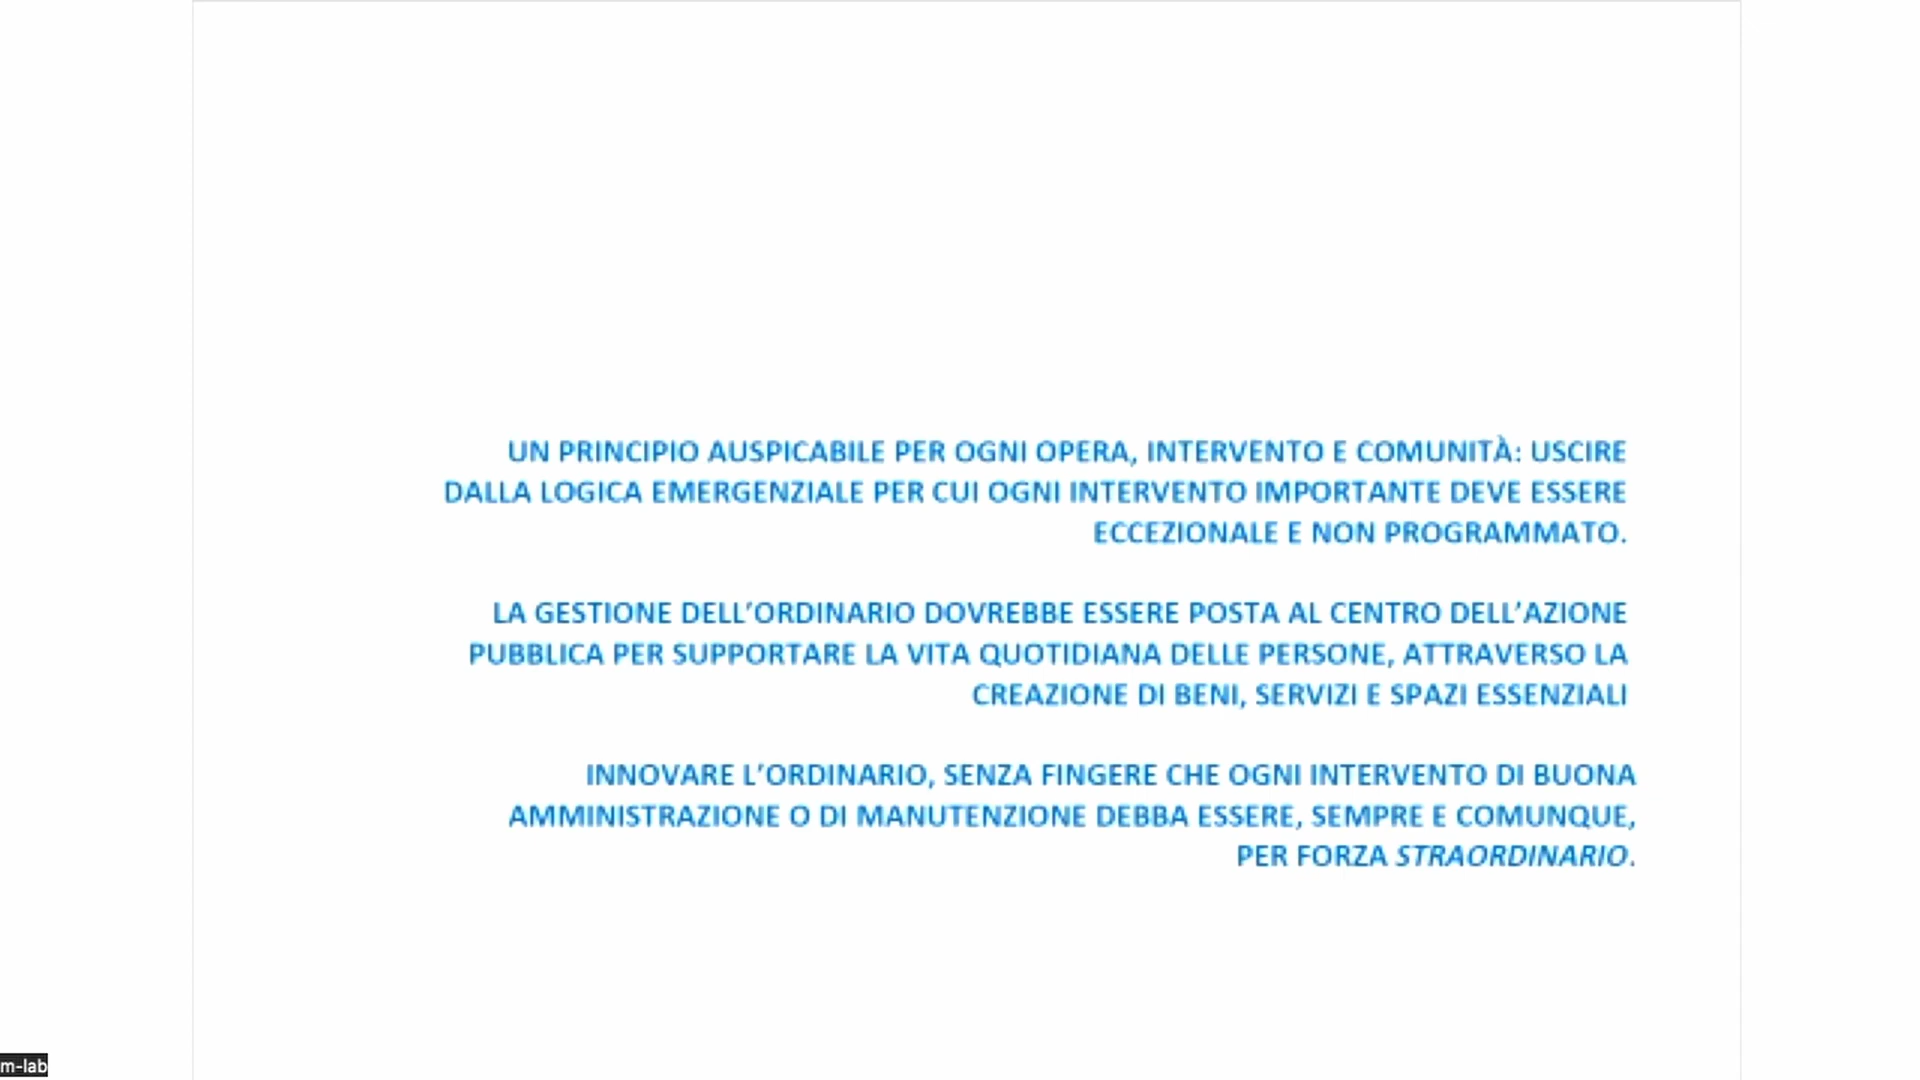 UN PRINCIPIO AUSPICABILE PER OGNI OPERA, INTERVENTO E COMUNITÀ: USCIRE
DALLA LOGICA EMERGENZIALE PER CUI OGNI INTERVENTO IMPORTANTE DEVE ESSERE
ECCEZIONALE E NON PROGRAMMATO.
LA GESTIONE DELL’ORDINARIO DOVREBBE ESSERE POSTA AL CENTRO DELL’AZIONE
PUBBLICA PER SUPPORTARE LA VITA QUOTIDIANA DELLE PERSONE, ATTRAVERSO LA
CREAZIONE DI BENI, SERVIZI E SPAZI ESSENZIALI
INNOVARE L’ORDINARIO, SENZA FINGERE CHE OGNI INTERVENTO DI BUONA
AMMINISTRAZIONE O DI MANUTENZIONE DEBBA ESSERE, SEMPRE E COMUNQUE,
PER FORZA STRAORDINARIO.
m-lab